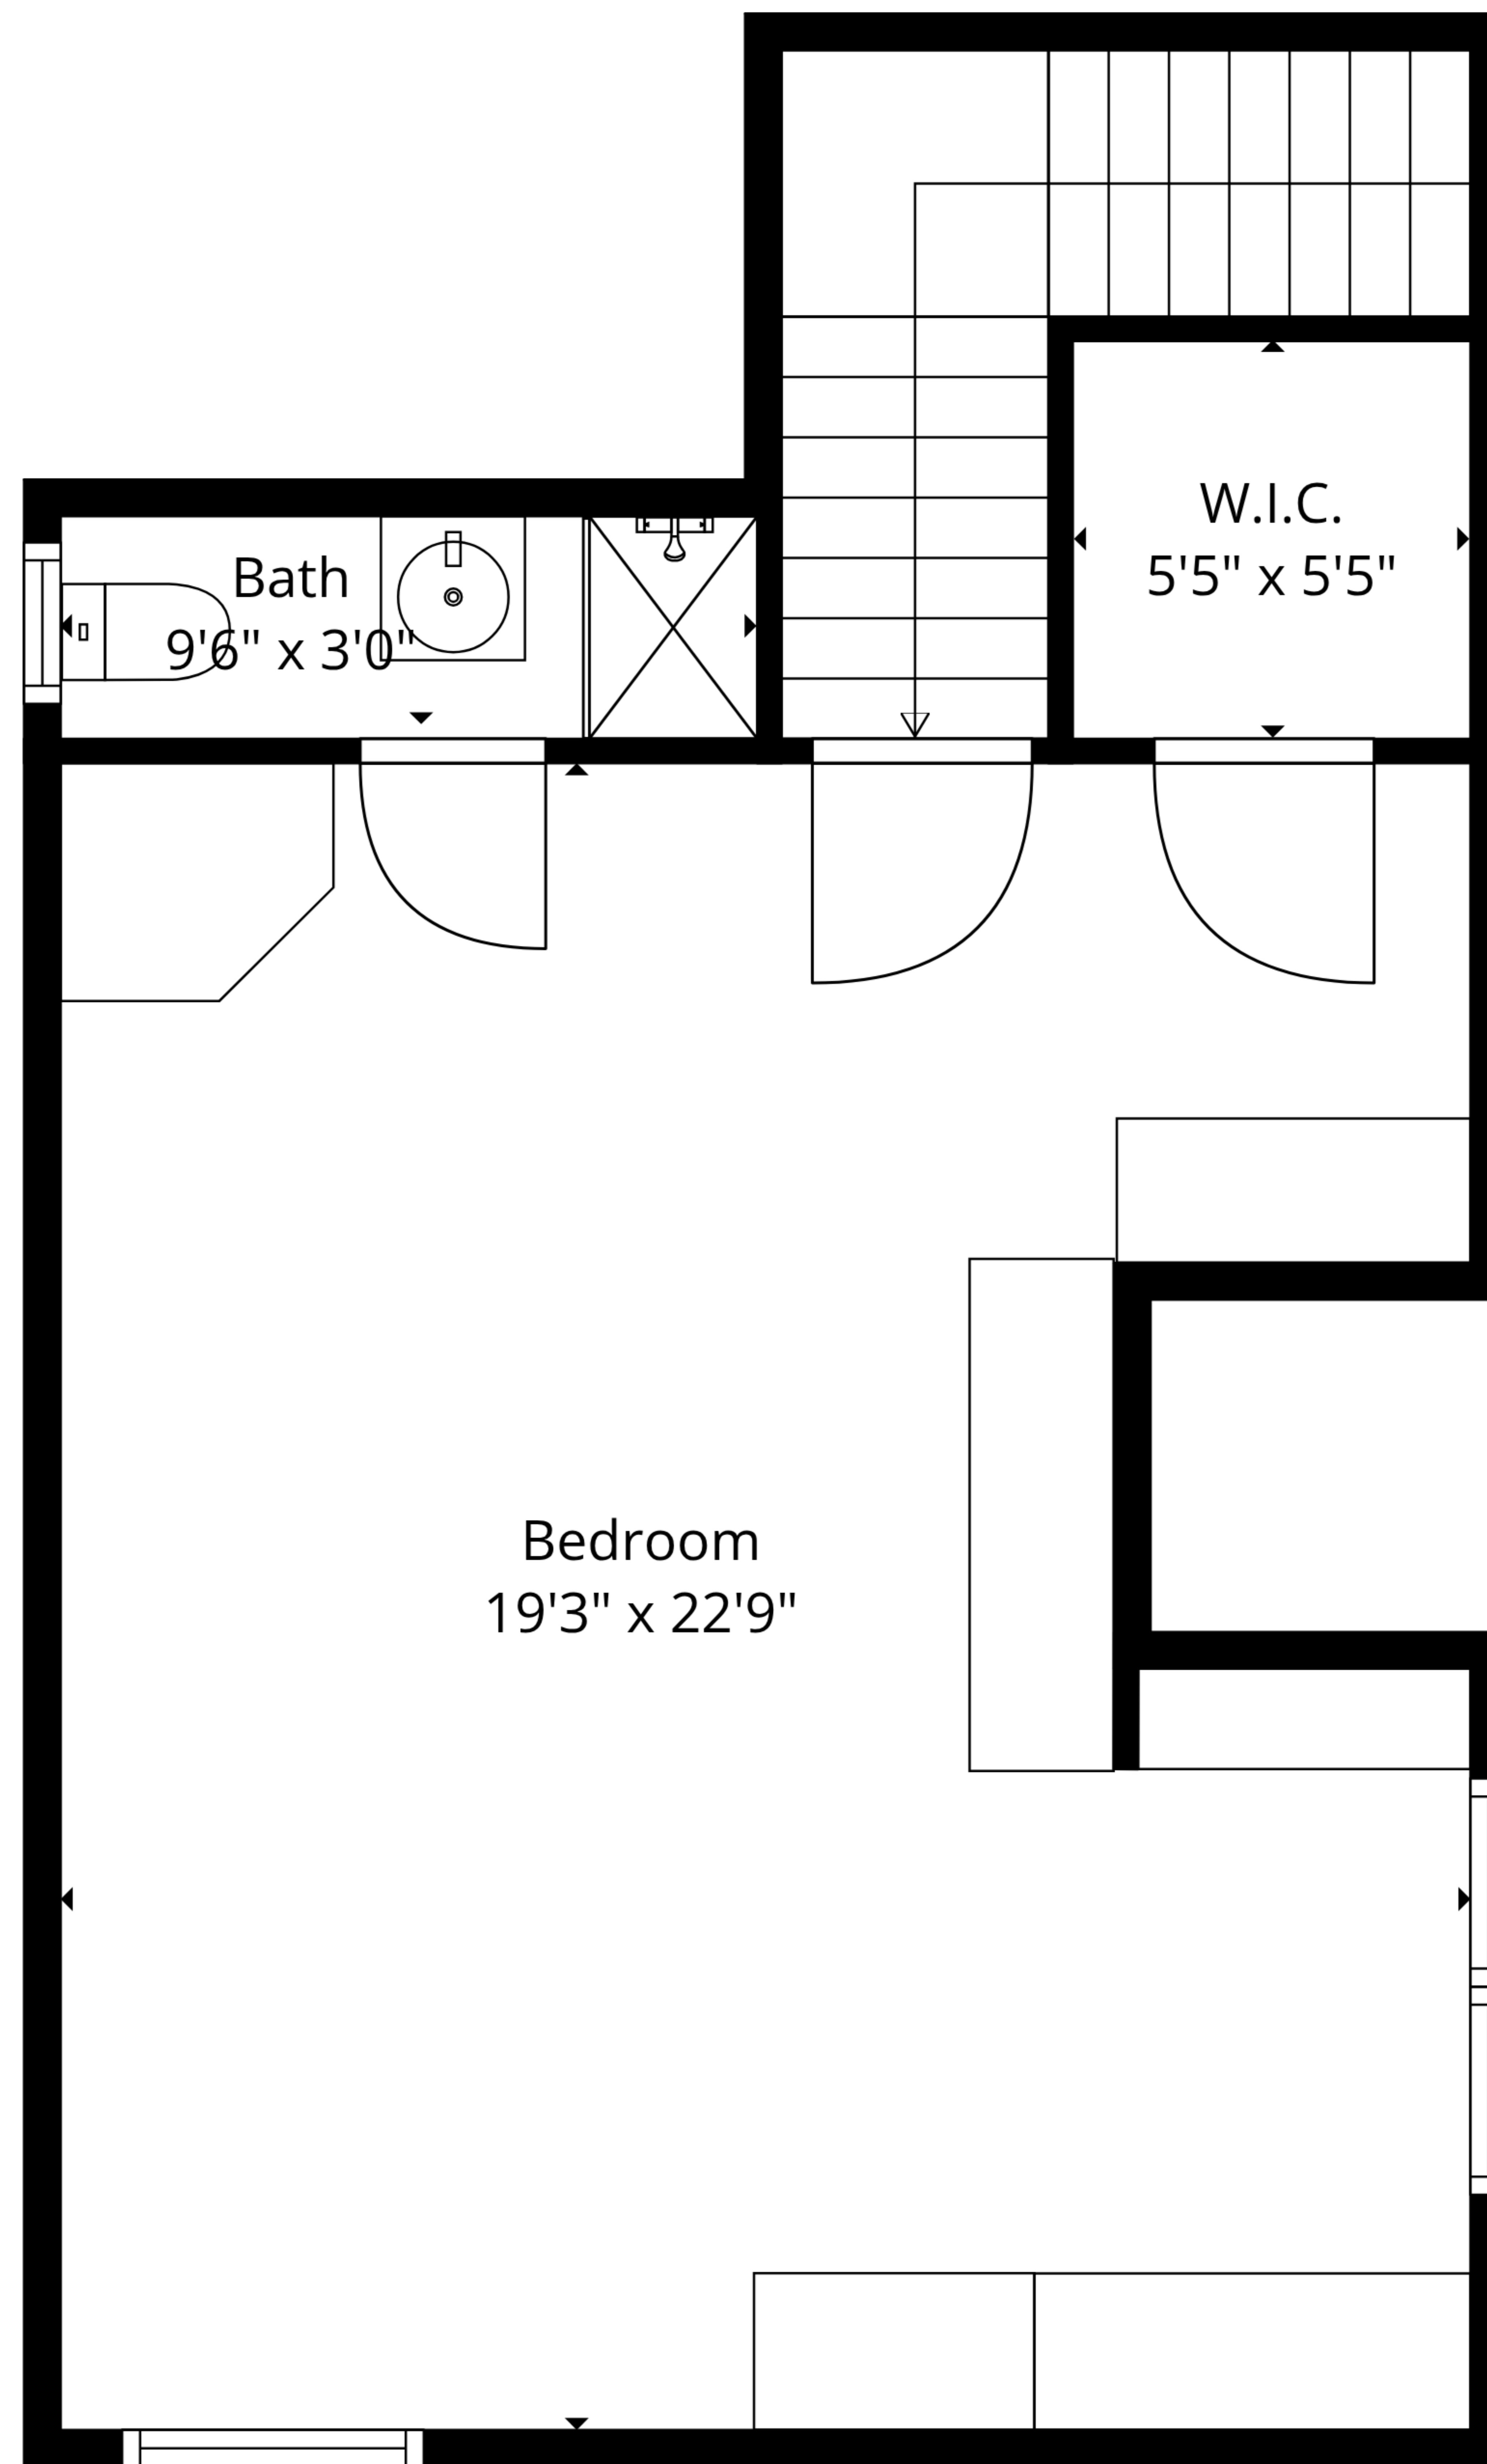 W.I.C.
5'5" x 5'5"
Bath
9'6" x 3'0"
Bedroom
19'3" x 22'9"